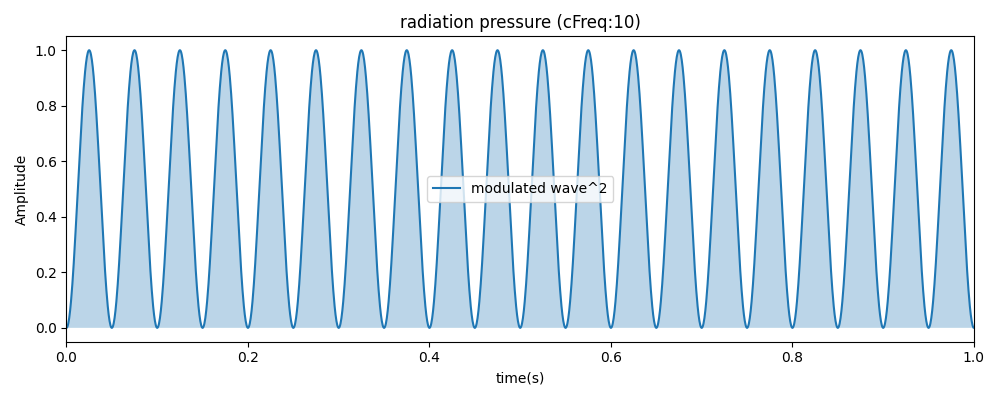 radiation pressure (cFreq:10)
1.0
0.8
0.6
0.4
0.2
0.0
Amplitude
modulated wave^2
0.0 0.2 0.4 0.6 0.8 1.0
time(s)